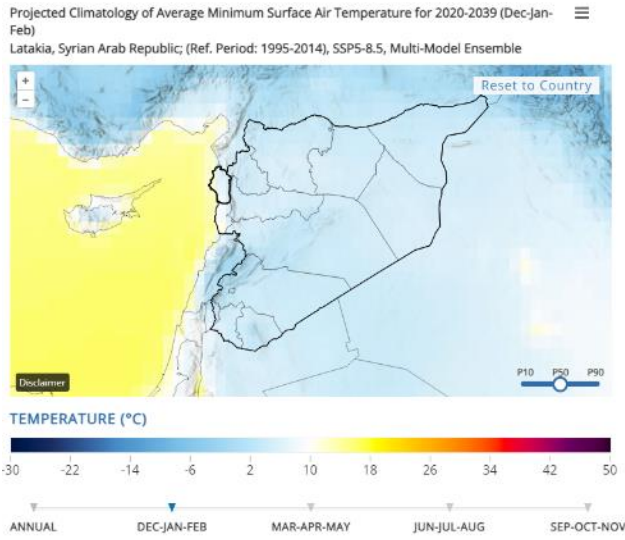 Projected Climatology of Average Minimum Surface Air Temperature for 2020-2039 (Dec-Jan-
Feb)
Latakia, Syrian Arab Republic; (Ref. Period: 1995-2014), SSP5-8.5, Multi-Model Ensemble
+
Reset to Country
−
P10 P50 P90
Disclaimer
TEMPERATURE (°C)
-30 -22 -14 -6 2 10 18 26 34 42 50
ANNUAL DEC-JAN-FEB MAR-APR-MAY JUN-JUL-AUG SEP-OCT-NOV